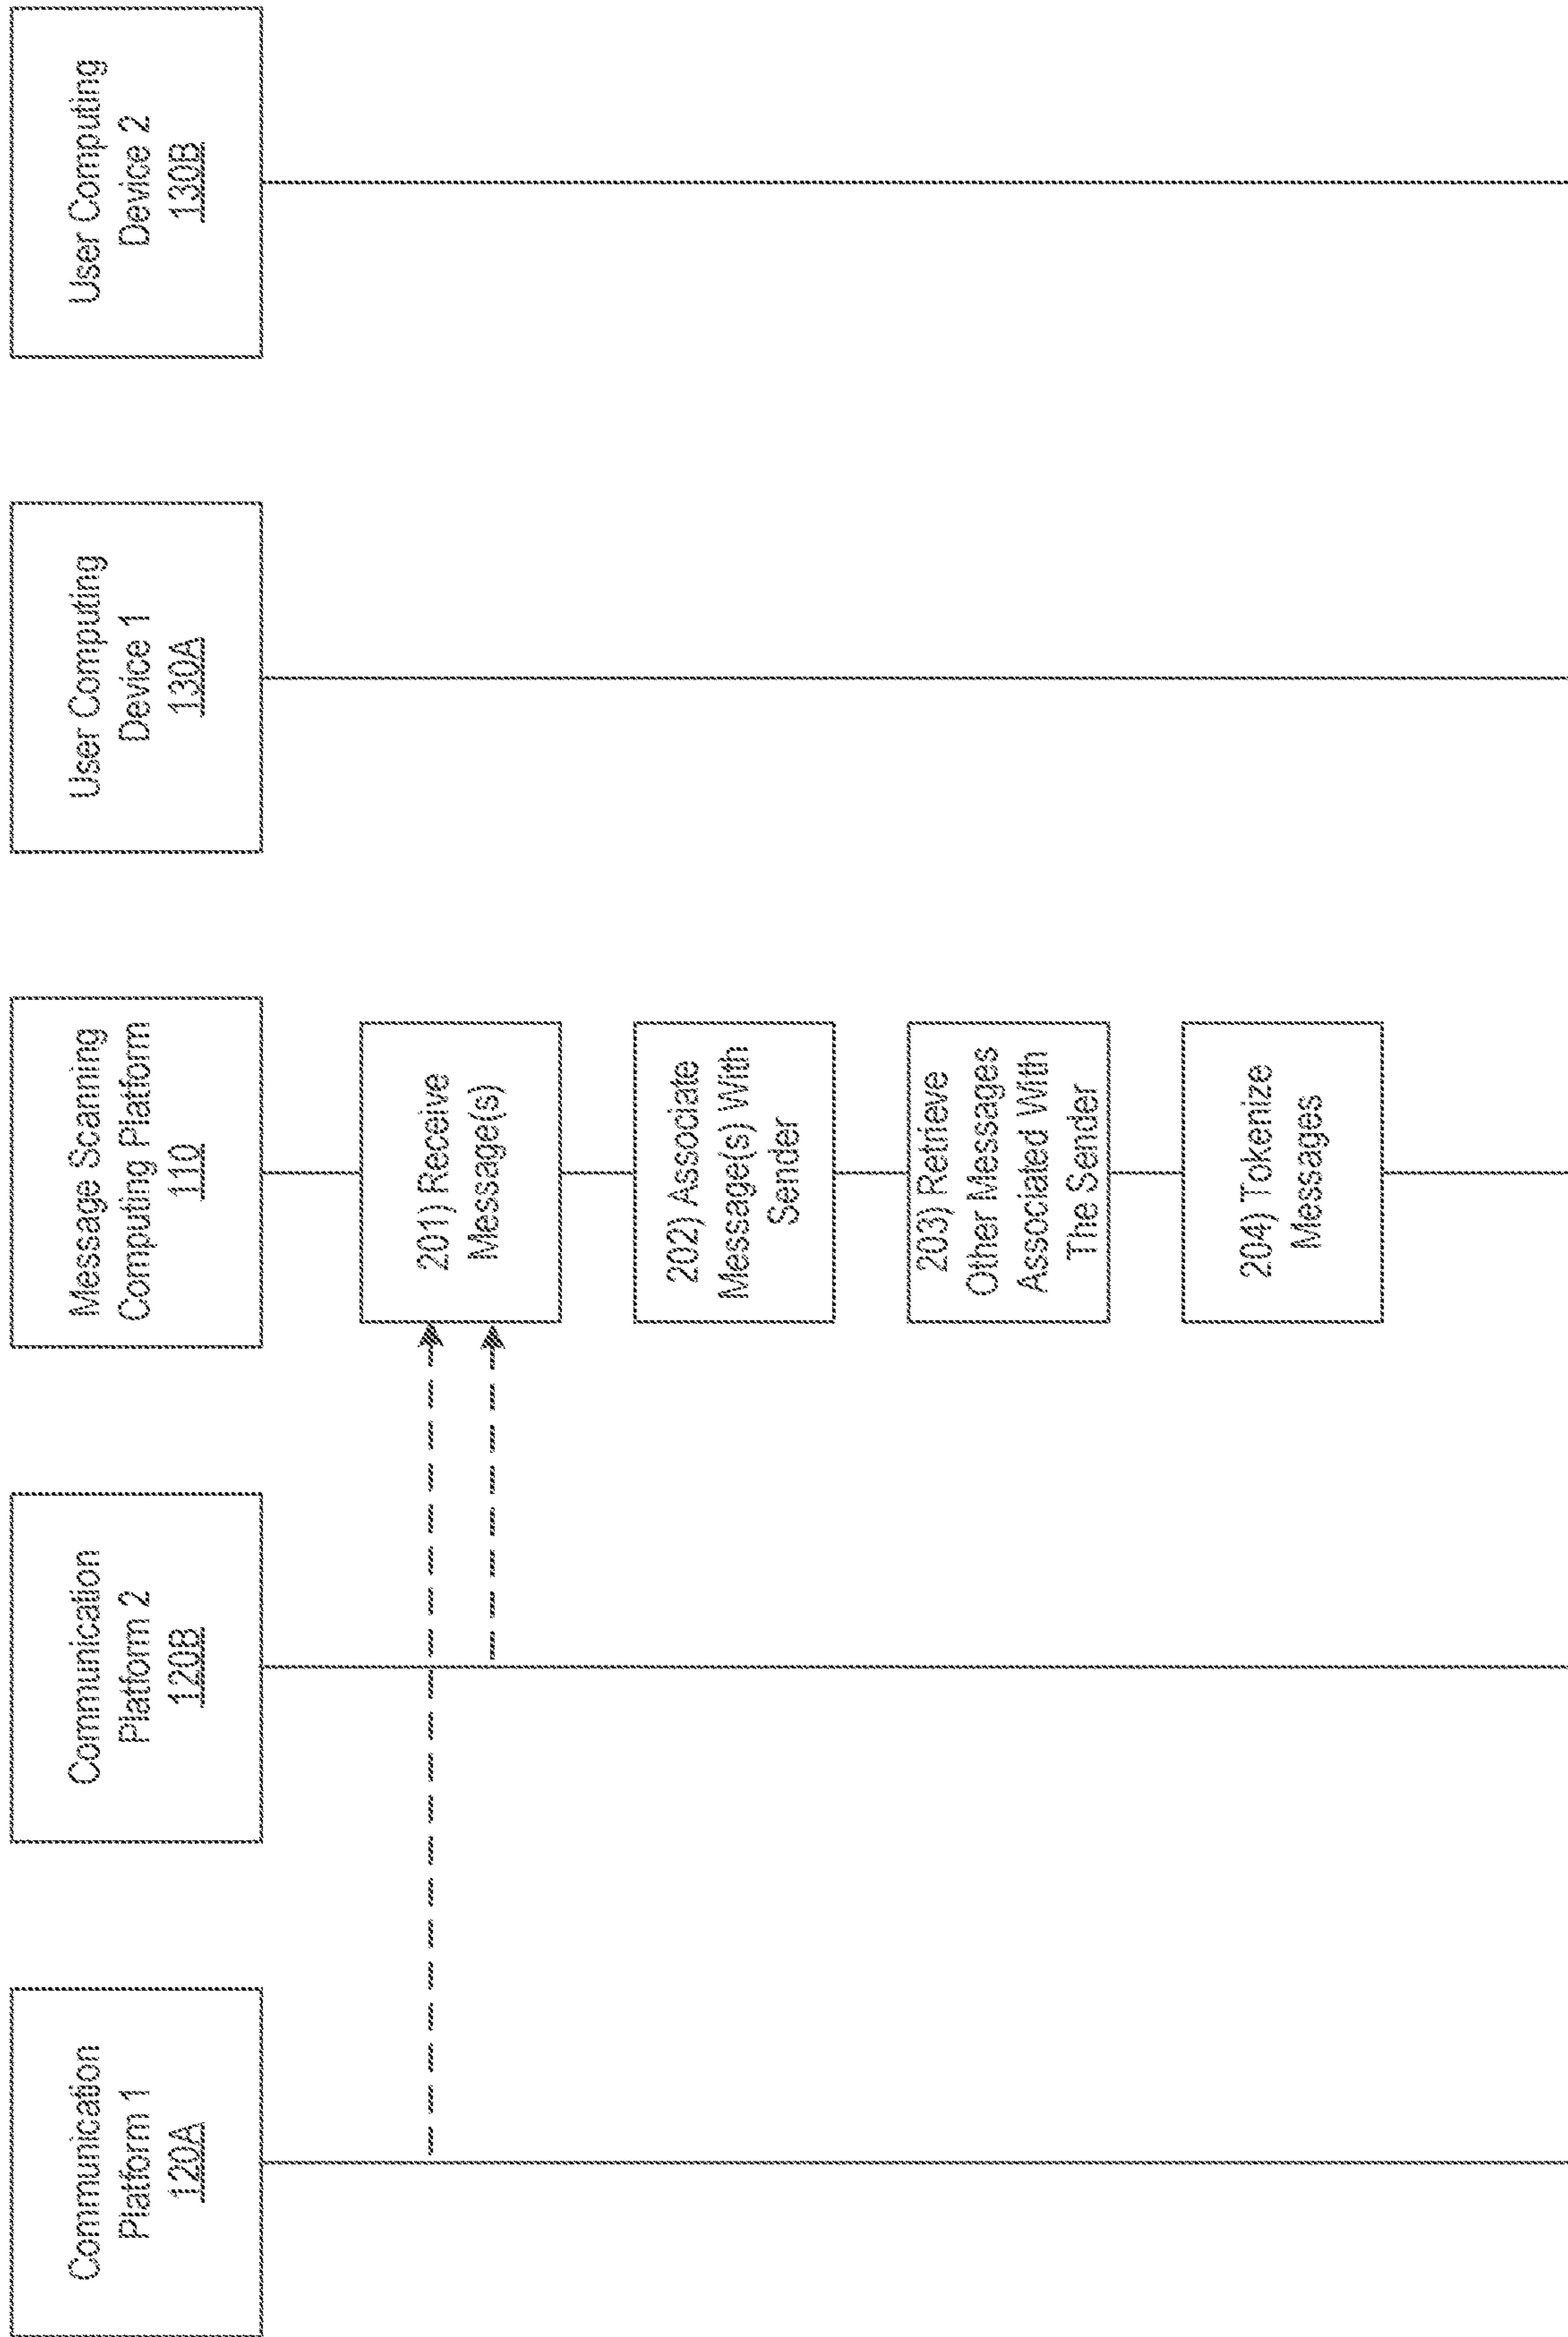 Communication
Platform 1
120A
Communication
Platform 2
120B
Message Scanning
Computing Platform
110
User Computing
Device 1
130A
User Computing
Device 2
130B
201) Receive
Message(s)
202) Associate
Message(s) With
Sender
203) Retrieve
Other Messages
Associated With
The Sender
204) Tokenize
Messages